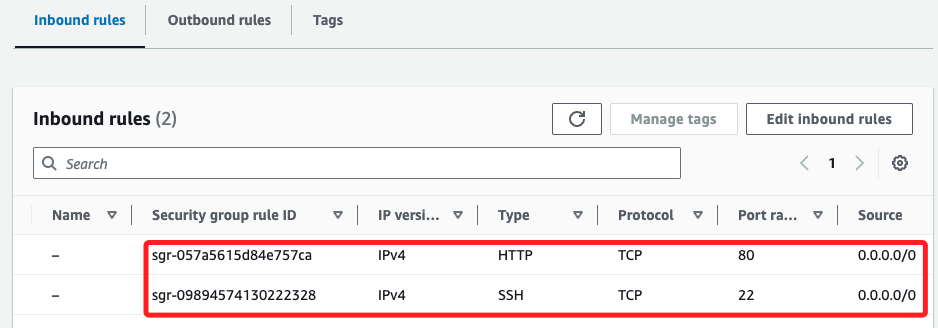 Inbound rules Outbound rules Tags
Inbound rules (2) Manage tags Edit inbound rules
Search 1
Name Security group rule ID IP versi... Type Protocol Port ra... Source
– sgr-057a5615d84e757ca IPv4 HTTP TCP 80 0.0.0.0/0
– sgr-09894574130222328 IPv4 SSH TCP 22 0.0.0.0/0